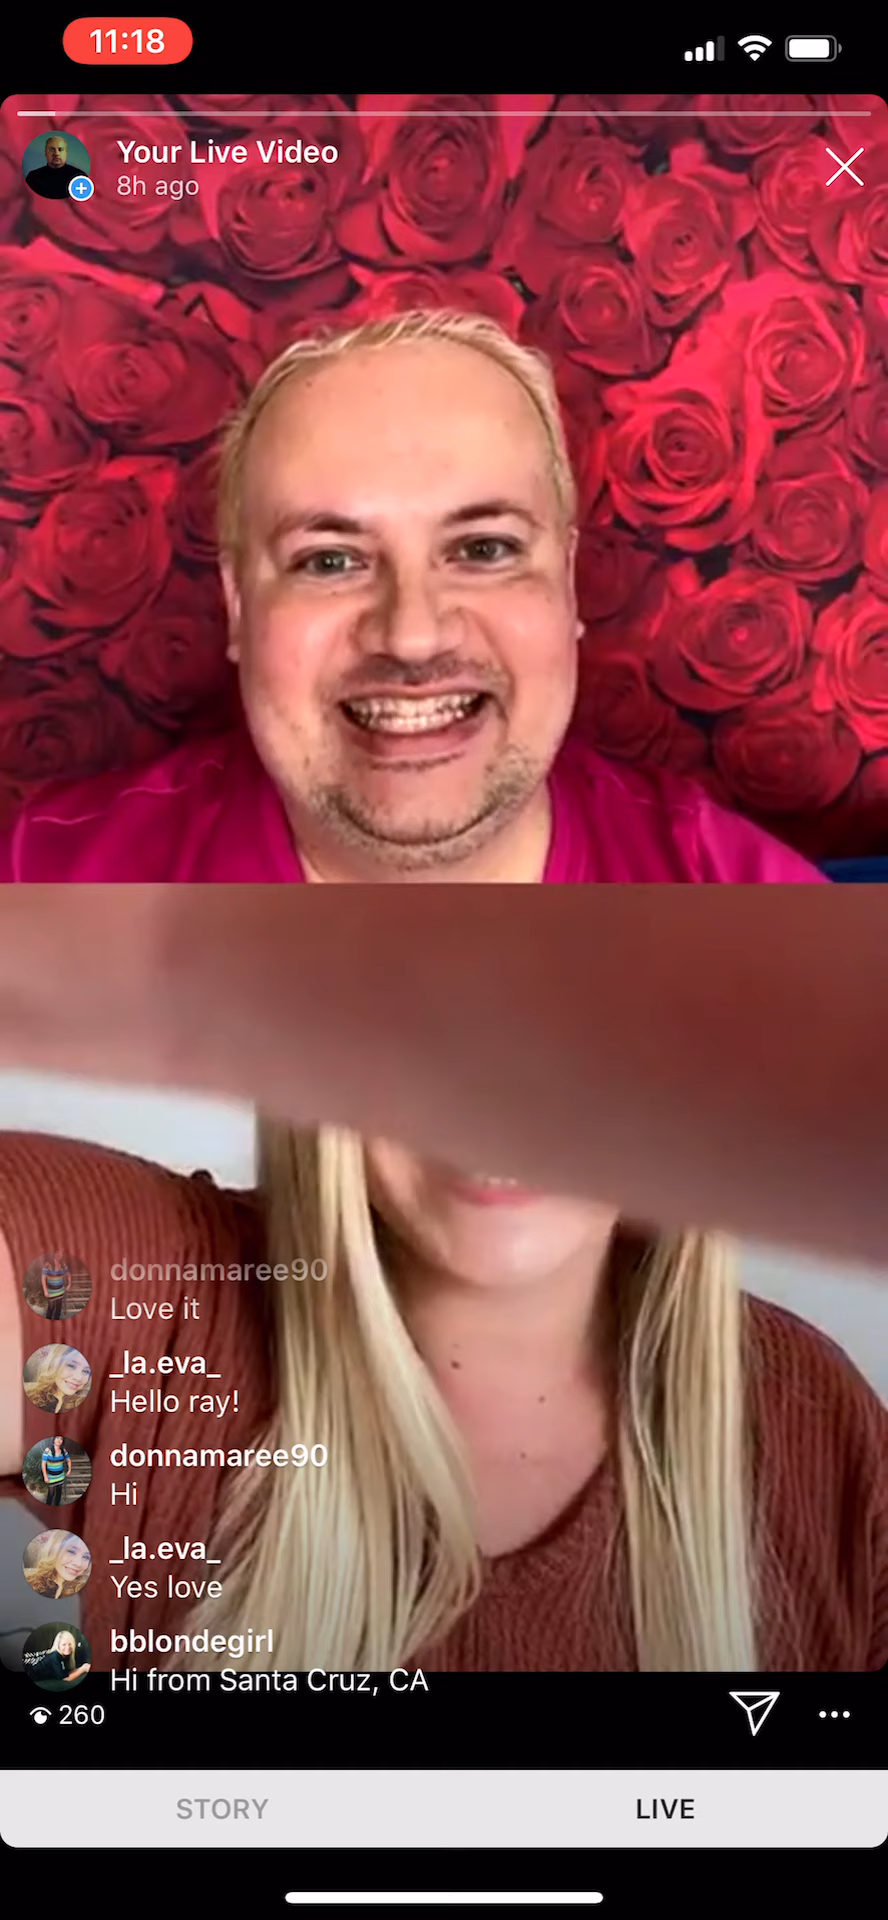 11:18
Your Live Video
8h ago
donnamaree90
Love it
_la.eva_
Hello ray!
donnamaree90
Hi
_la.eva_
Yes love
bblondegirl
Hi from Santa Cruz, CA
260
STORY
LIVE